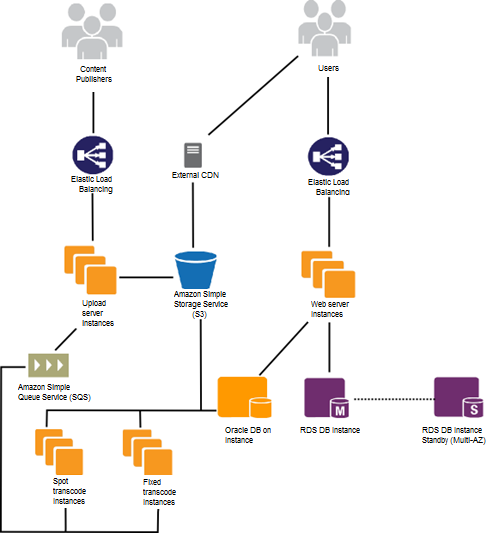 Content
Publishers
Users
Elastic Load
Balancing
External CDN
Elastic Load
Balancing
Upload
server
instances
Amazon Simple
Storage Service
(S3)
Web server
instances
Amazon Simple
Queue Service (SQS)
Oracle DB on
instance
M
RDS DB Instance
S
RDS DB Instance
Standby (Multi-AZ)
Spot
transcode
instances
Fixed
transcode
instances